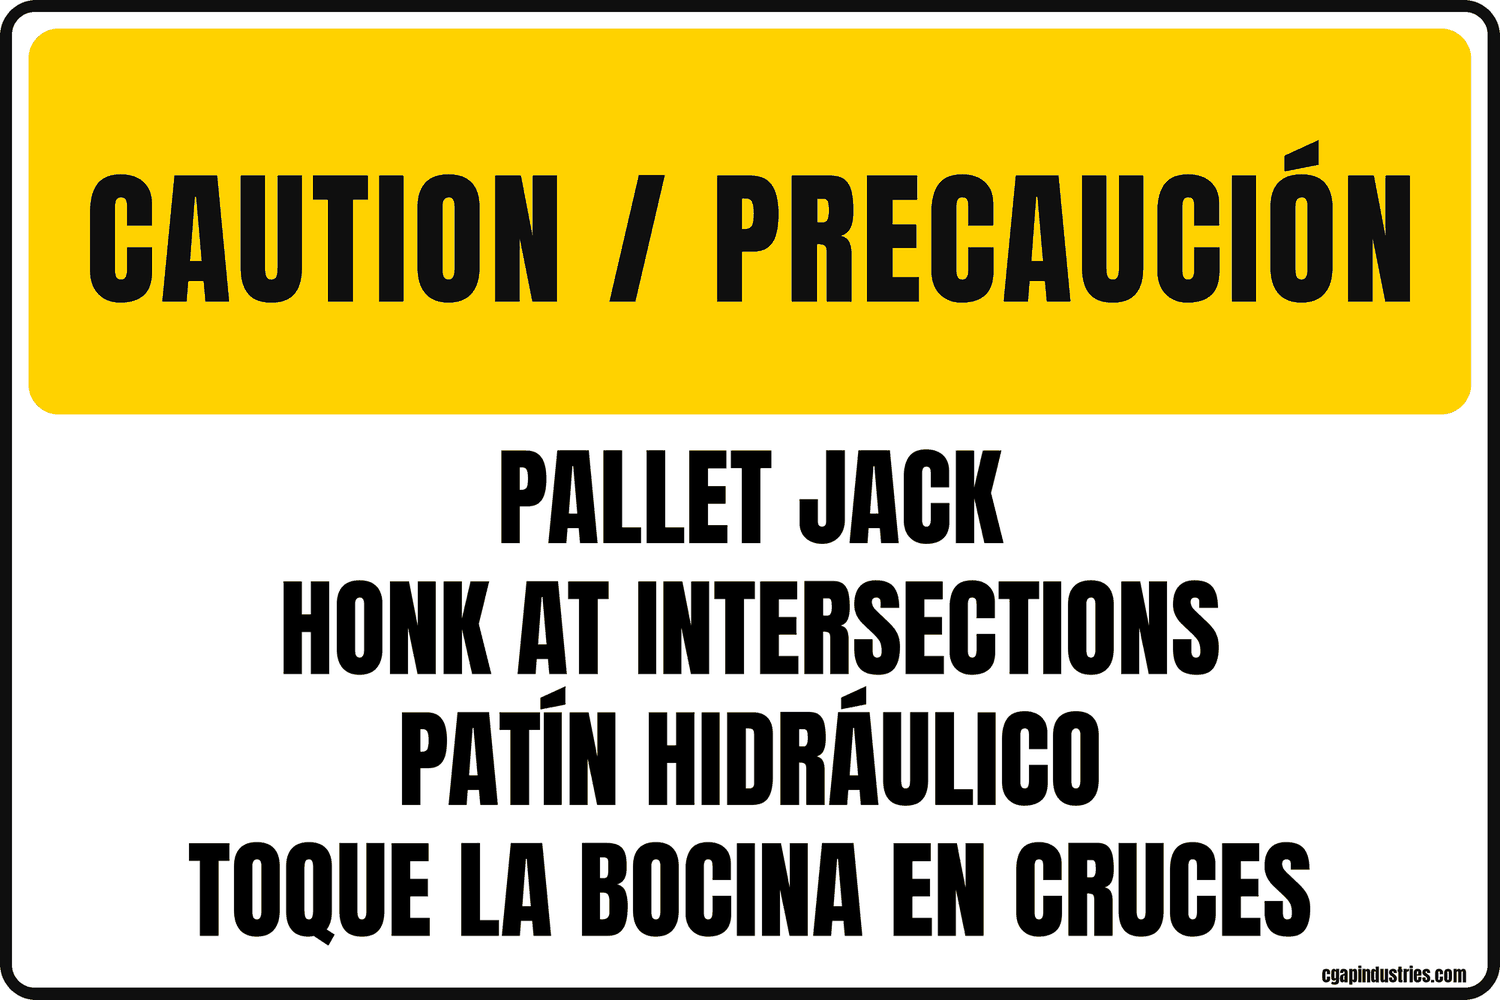 CAUTION / PRECAUCIÓN
PALLET JACK
HONK AT INTERSECTIONS
PATÍN HIDRÁULICO
TOQUE LA BOCINA EN CRUCES
cgapindustries.com